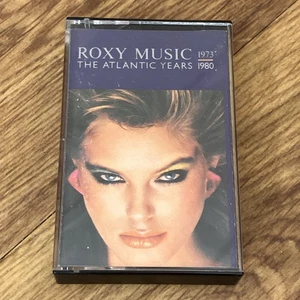 ROXY MUSIC 1973
THE ATLANTIC YEARS 1980